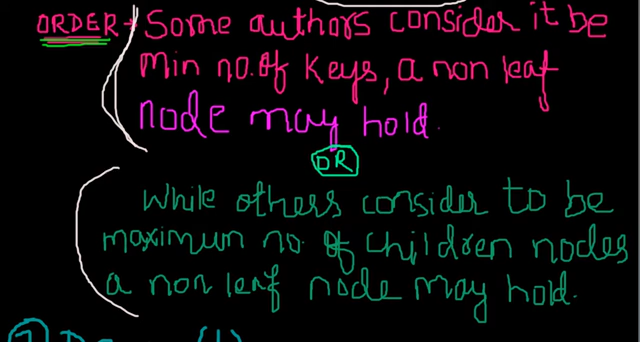 ORDER → Some authors consider it be
Min no. of Keys, a non leaf
node may hold.
OR
While others consider to be
maximum no. of children nodes
a non leaf node may hold.